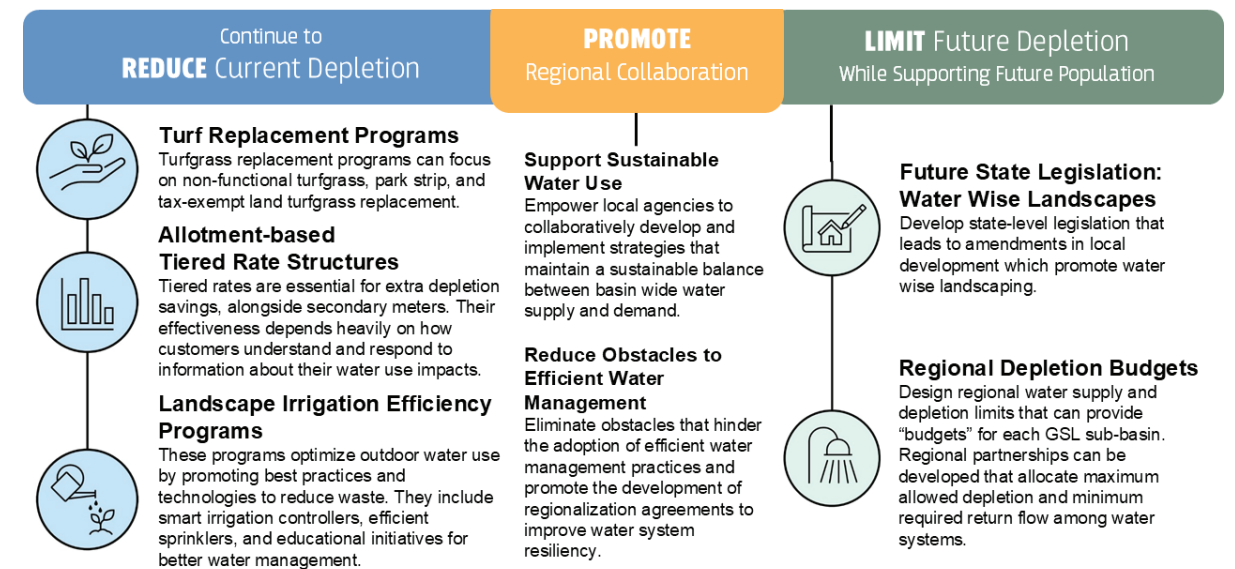 Continue to
REDUCE Current Depletion
Turf Replacement Programs
Turfgrass replacement programs can focus
on non-functional turfgrass, park strip, and
tax-exempt land turfgrass replacement.
Allotment-based
Tiered Rate Structures
Tiered rates are essential for extra depletion
savings, alongside secondary meters. Their
effectiveness depends heavily on how
customers understand and respond to
information about their water use impacts.
Landscape Irrigation Efficiency
Programs
These programs optimize outdoor water use
by promoting best practices and
technologies to reduce waste. They include
smart irrigation controllers, efficient
sprinklers, and educational initiatives for
better water management.
PROMOTE
Regional Collaboration
Support Sustainable
Water Use
Empower local agencies to
collaboratively develop and
implement strategies that
maintain a sustainable balance
between basin wide water
supply and demand.
Reduce Obstacles to
Efficient Water
Management
Eliminate obstacles that hinder
the adoption of efficient water
management practices and
promote the development of
regionalization agreements to
improve water system
resiliency.
LIMIT Future Depletion
While Supporting Future Population
Future State Legislation:
Water Wise Landscapes
Develop state-level legislation that
leads to amendments in local
development which promote water
wise landscaping.
Regional Depletion Budgets
Design regional water supply and
depletion limits that can provide
“budgets” for each GSL sub-basin.
Regional partnerships can be
developed that allocate maximum
allowed depletion and minimum
required return flow among water
systems.